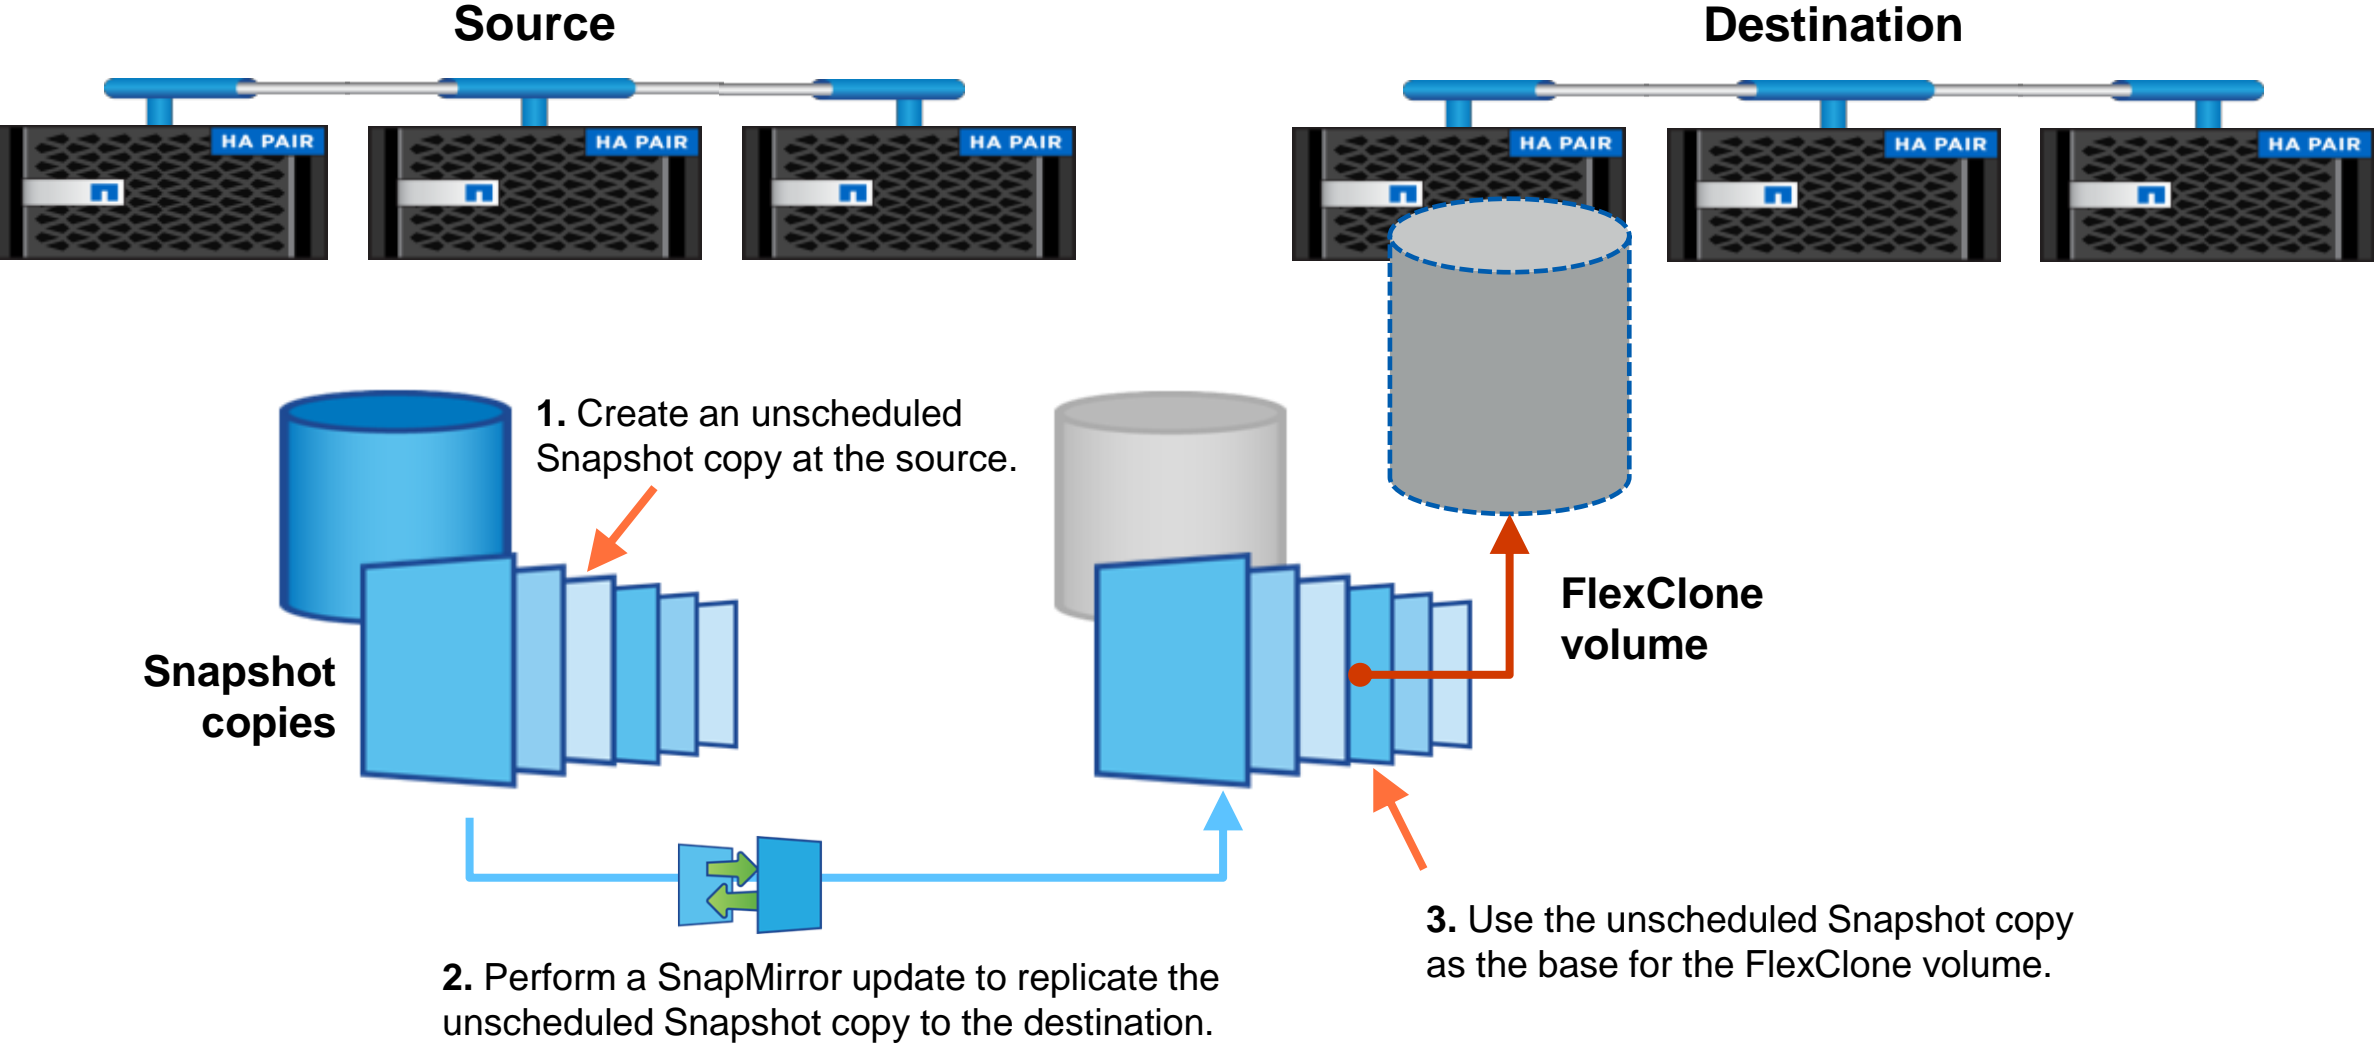 Source
Destination
HA PAIR
HA PAIR
HA PAIR
HA PAIR
HA PAIR
HA PAIR
1. Create an unscheduled
Snapshot copy at the source.
Snapshot
copies
FlexClone
volume
2. Perform a SnapMirror update to replicate the
unscheduled Snapshot copy to the destination.
3. Use the unscheduled Snapshot copy
as the base for the FlexClone volume.